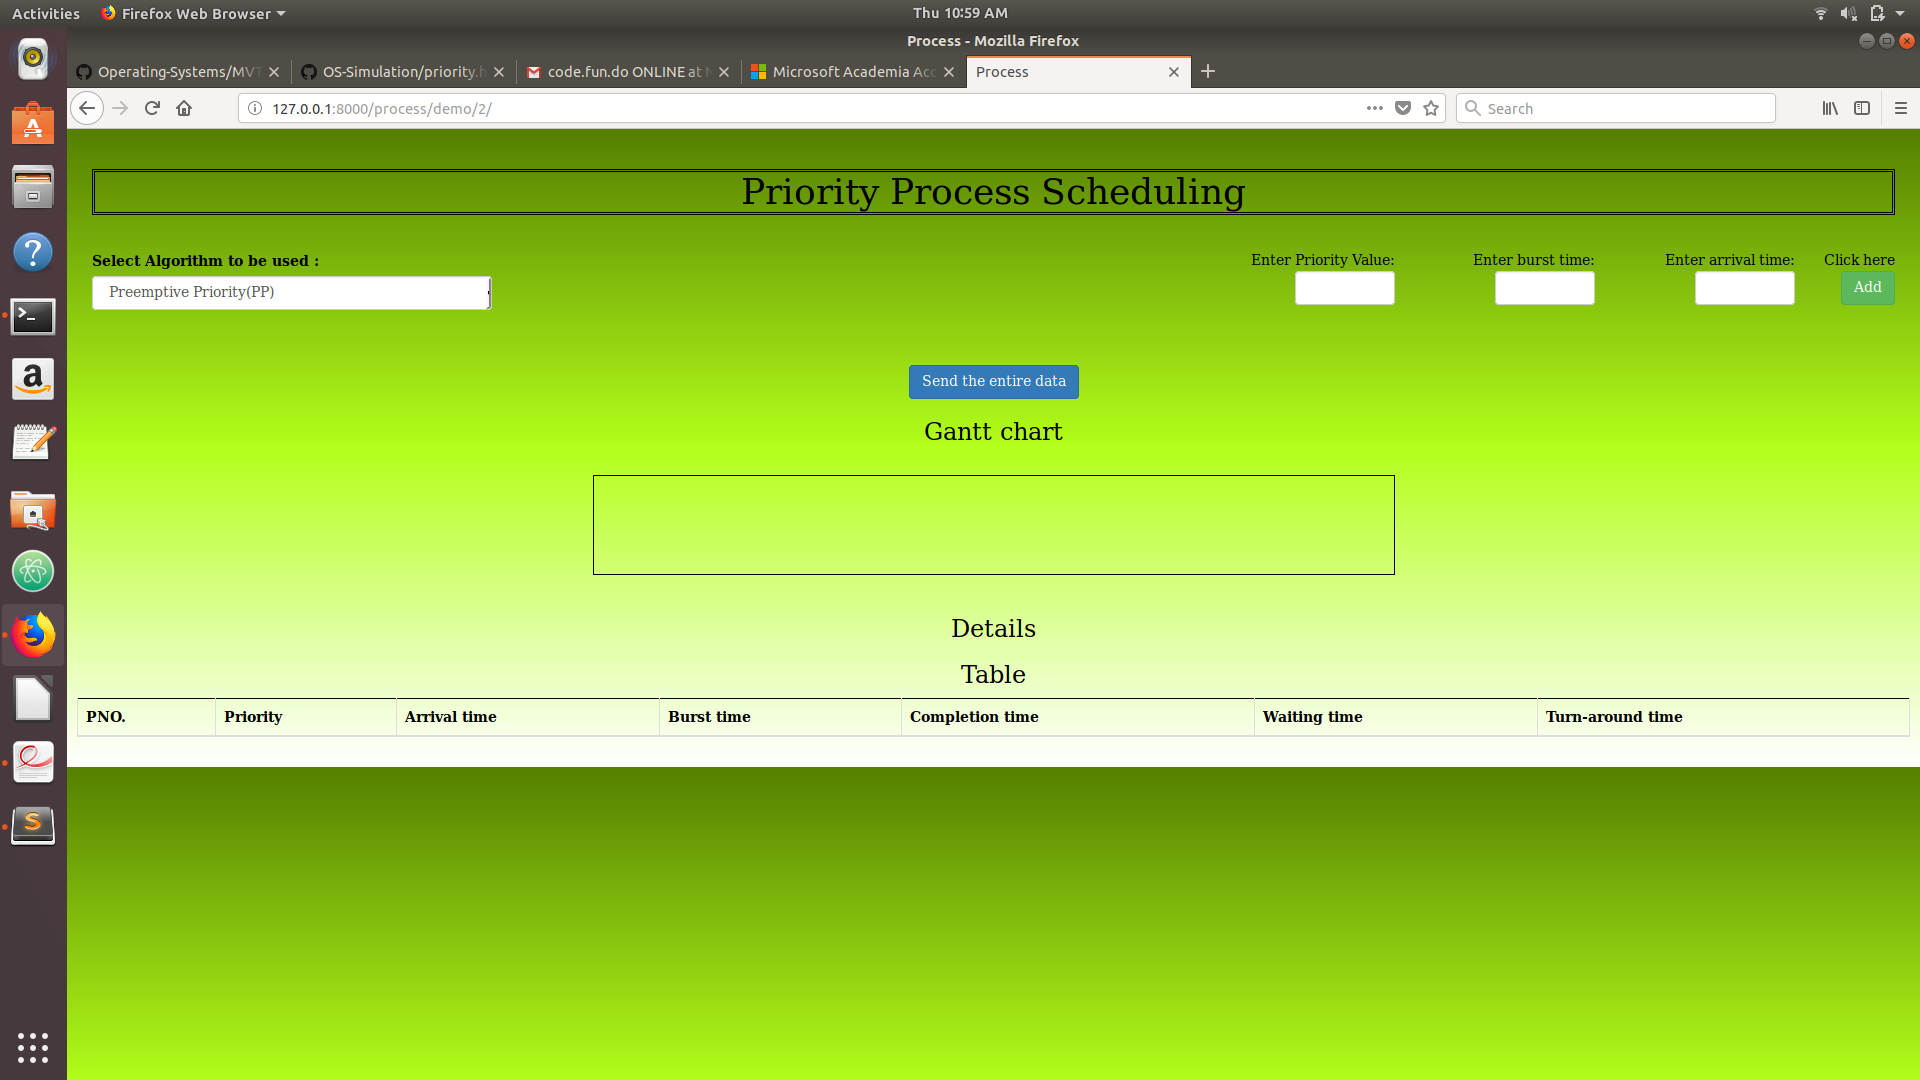 Activities Firefox Web Browser Thu 10:59 AM
Process - Mozilla Firefox
Operating-Systems/MVT OS-Simulation/priority.h code.fun.do ONLINE at Microsoft Academia Acc Process
127.0.0.1:8000/process/demo/2/ Search
Priority Process Scheduling
Select Algorithm to be used : Enter Priority Value: Enter burst time: Enter arrival time: Click here
Preemptive Priority(PP) Add
Send the entire data
Gantt chart
Details
Table
PNO. Priority Arrival time Burst time Completion time Waiting time Turn-around time